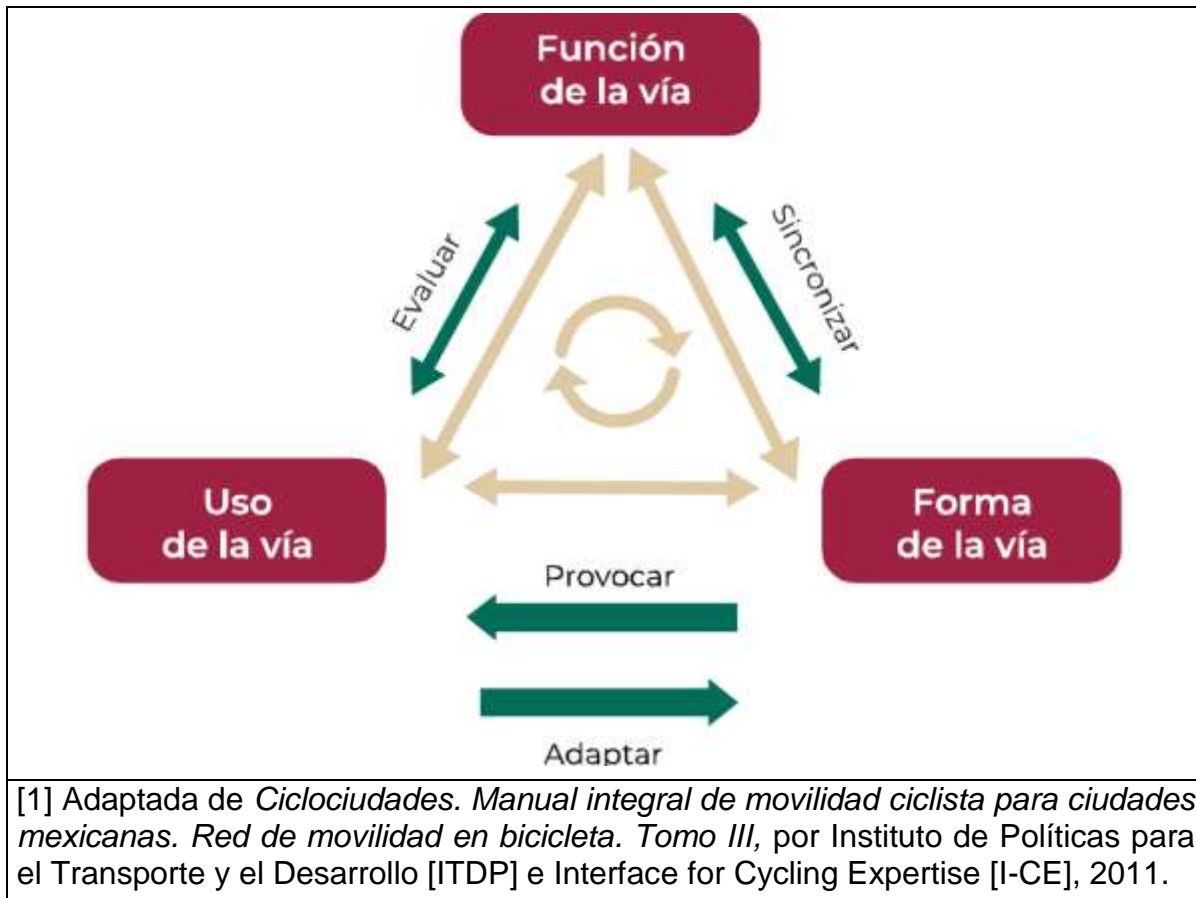 Función
de la vía
Evaluar
Sincronizar
Uso
de la vía
Forma
de la vía
Provocar
Adaptar
[1] Adaptada de Ciclociudades. Manual integral de movilidad ciclista para ciudades
mexicanas. Red de movilidad en bicicleta. Tomo III, por Instituto de Políticas para
el Transporte y el Desarrollo [ITDP] e Interface for Cycling Expertise [I-CE], 2011.